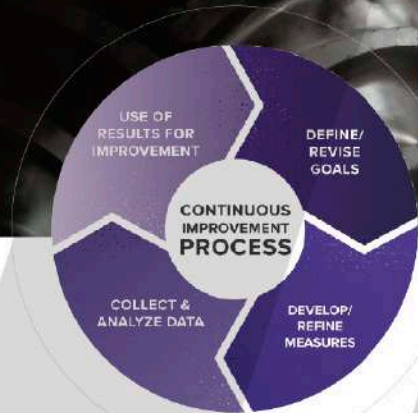 USE OF
RESULTS FOR
IMPROVEMENT
DEFINE/
REVISE
GOALS
CONTINUOUS
IMPROVEMENT
PROCESS
COLLECT &
ANALYZE DATA
DEVELOP/
REFINE
MEASURES